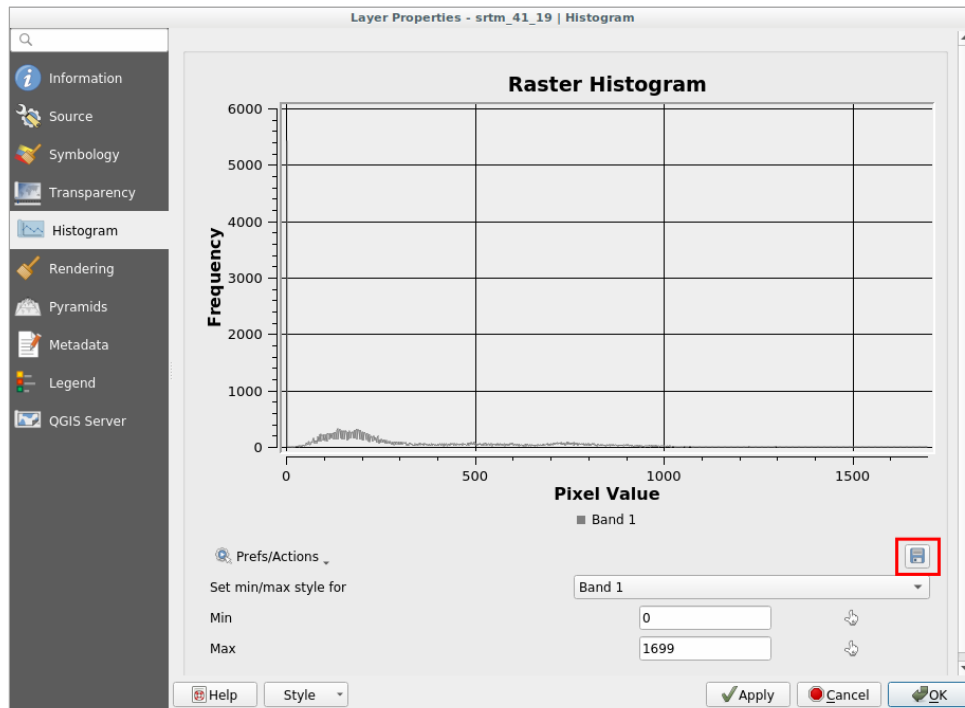 Layer Properties - srtm_41_19 | Histogram
Information
Source
Symbology
Transparency
Histogram
Rendering
Pyramids
Metadata
Legend
QGIS Server
Raster Histogram
6000
5000
4000
3000
2000
1000
0
Frequency
0 500 1000 1500
Pixel Value
Band 1
Prefs/Actions
Set min/max style for Band 1
Min 0
Max 1699
Help Style Apply Cancel OK